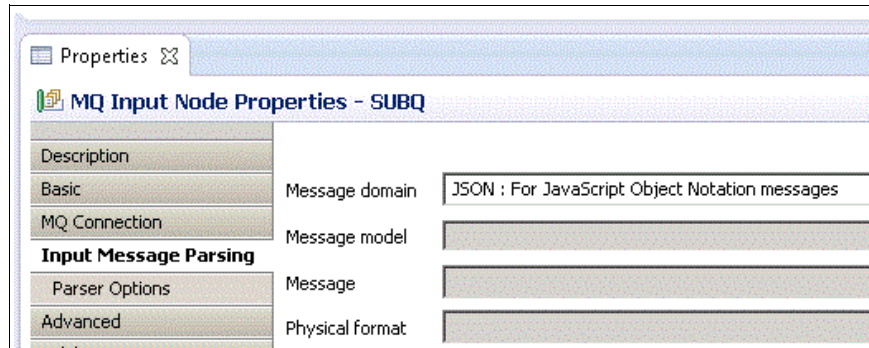 Properties
MQ Input Node Properties - SUBQ
Description
Basic
MQ Connection
Input Message Parsing
Parser Options
Advanced
Message domain JSON : For JavaScript Object Notation messages
Message model
Message
Physical format